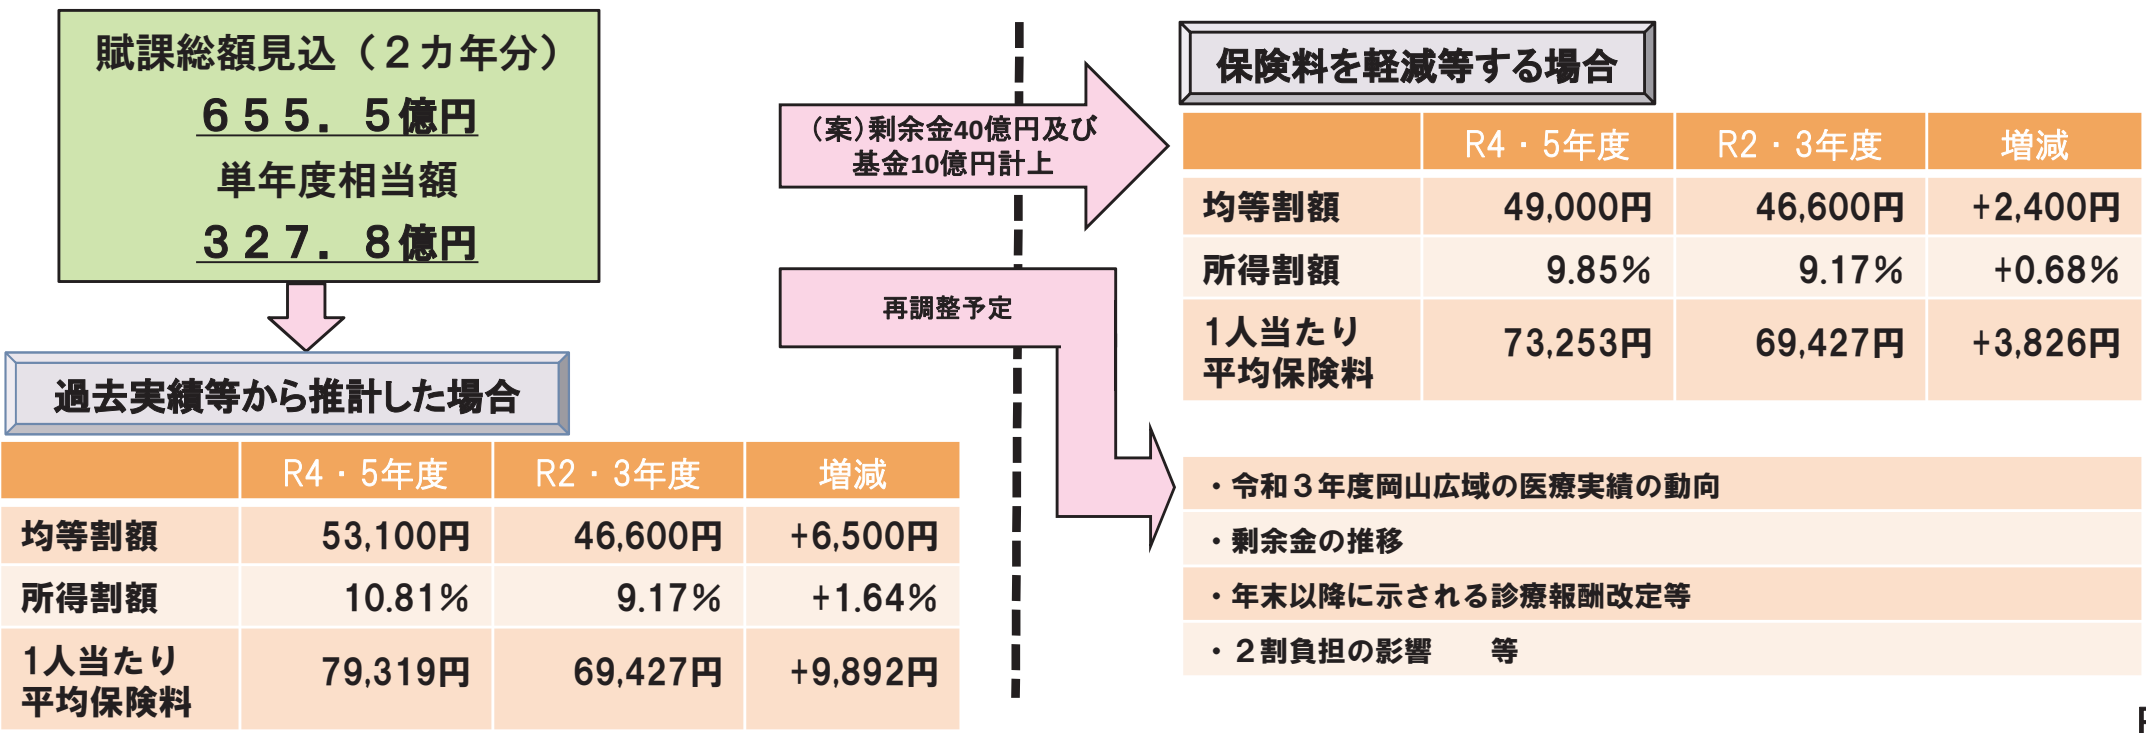 賦課総額見込（２カ年分）
６５５．５億円
単年度相当額
３２７．８億円
過去実績等から推計した場合
R4・5年度 R2・3年度 増減
均等割額 53,100円 46,600円 +6,500円
所得割額 10.81% 9.17% +1.64%
1人当たり
平均保険料 79,319円 69,427円 +9,892円
（案）剰余金40億円及び
基金10億円計上
再調整予定
保険料を軽減等する場合
R4・5年度 R2・3年度 増減
均等割額 49,000円 46,600円 +2,400円
所得割額 9.85% 9.17% +0.68%
1人当たり
平均保険料 73,253円 69,427円 +3,826円
・令和３年度岡山広域の医療実績の動向
・剰余金の推移
・年末以降に示される診療報酬改定等
・２割負担の影響　　等